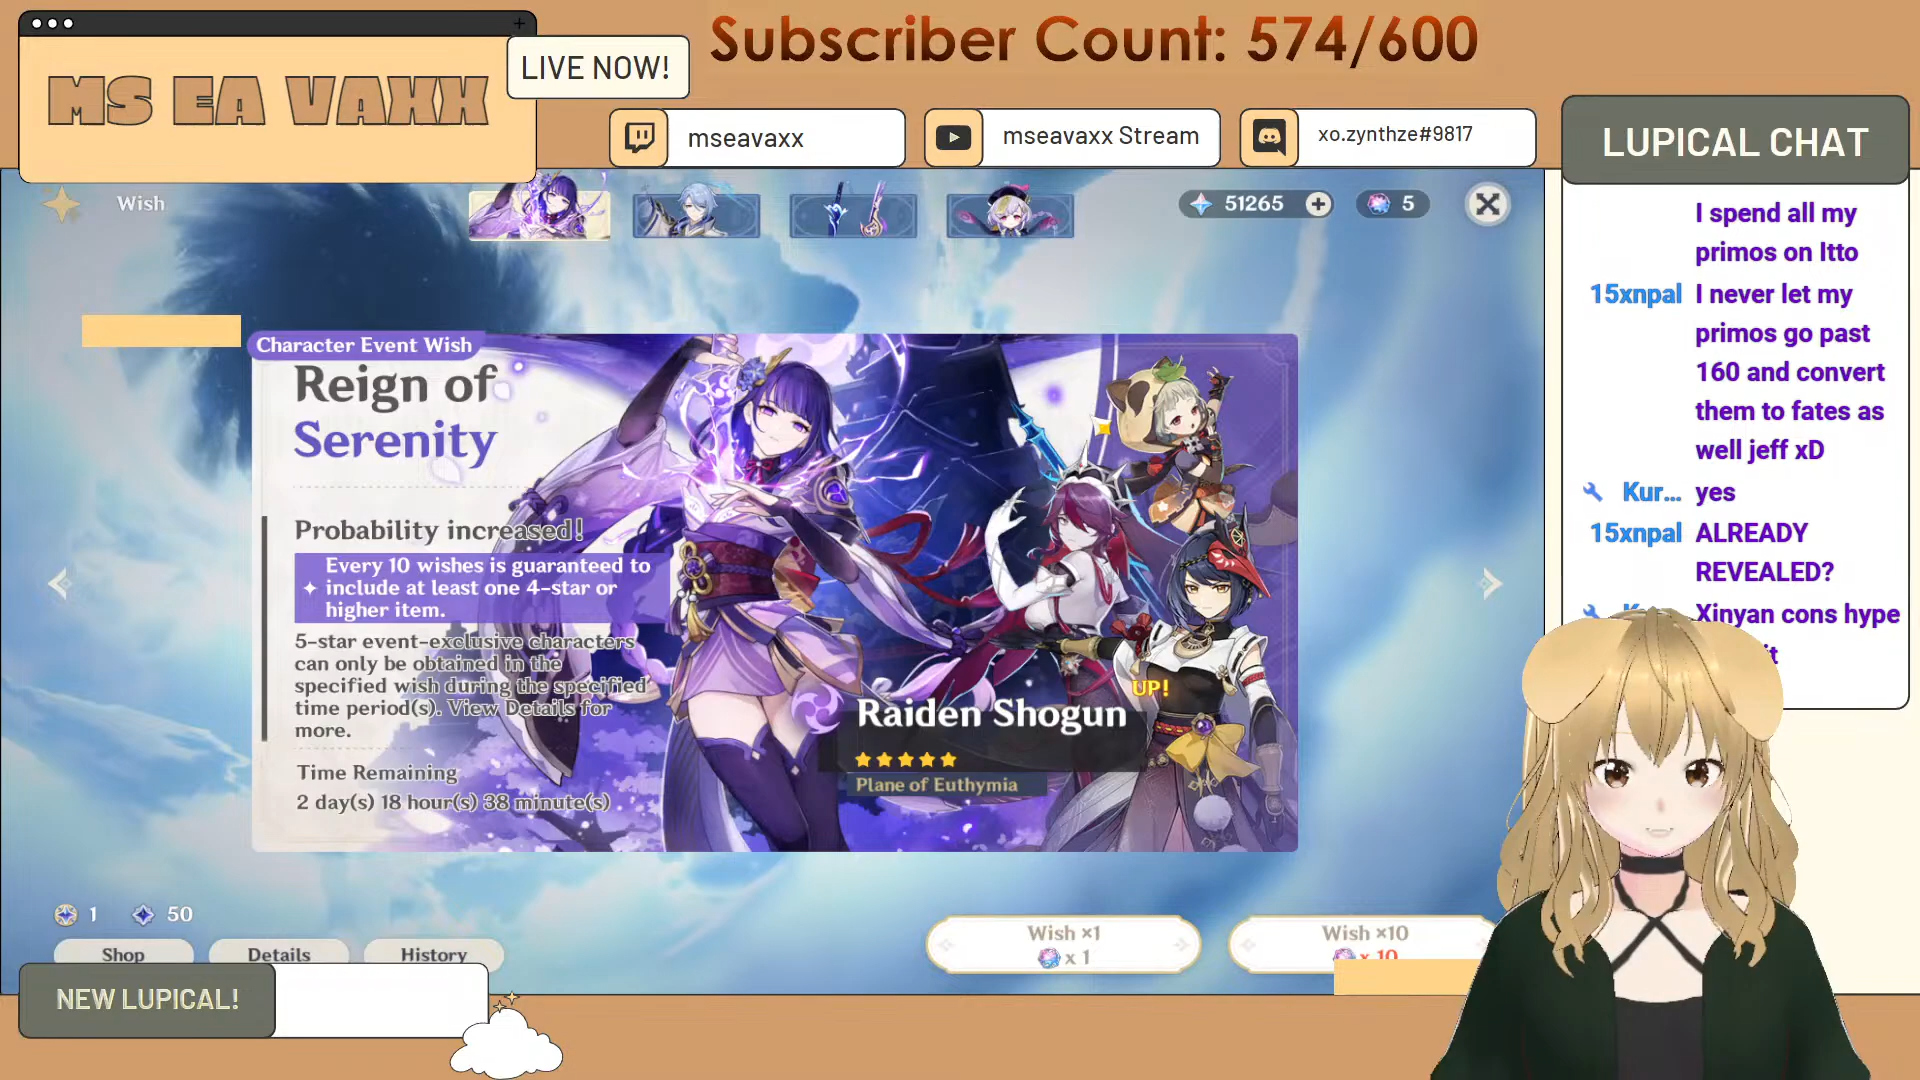 MS EA VAXX
LIVE NOW!
Subscriber Count: 574/600
mseavaxx
mseavaxx Stream
xo.zynthze#9817
LUPICAL CHAT
Wish
51265
5
I spend all my
primos on Itto
15xnpal I never let my
primos go past
160 and convert
them to fates as
well jeff xD
Kur... yes
15xnpal ALREADY
REVEALED?
Xinyan cons hype
Character Event Wish
Reign of
Serenity
Probability increased!
Every 10 wishes is guaranteed to
include at least one 4-star or
higher item.
5-star event-exclusive characters
can only be obtained in the
specified wish during the specified
time period(s). View Details for
more.
Time Remaining
2 day(s) 18 hour(s) 38 minute(s)
UP!
Raiden Shogun
Plane of Euthymia
1
50
Shop
Details
History
Wish ×1
x 1
Wish ×10
x 10
NEW LUPICAL!